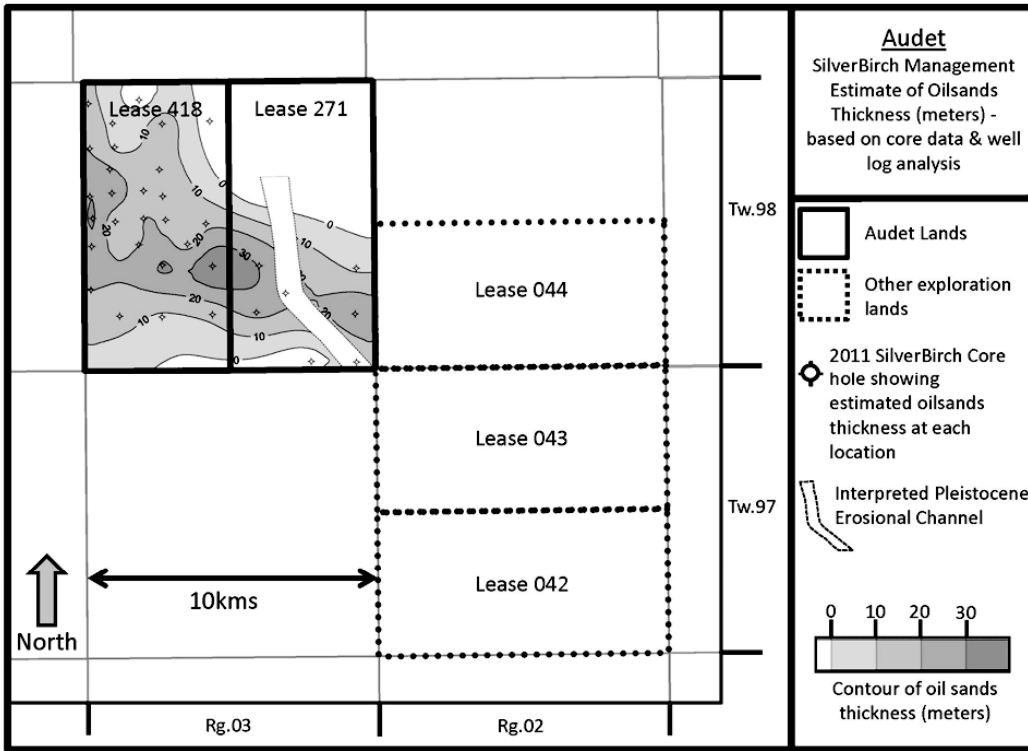 Lease 418
Lease 271
10
10
0
0
20
20
30
20
20
10
10
0
Lease 044
Lease 043
Lease 042
Tw.98
Tw.97
10kms
North
Rg.03
Rg.02
Audet
SilverBirch Management
Estimate of Oilsands
Thickness (meters) -
based on core data & well
log analysis
Audet Lands
Other exploration
lands
2011 SilverBirch Core
hole showing
estimated oilsands
thickness at each
location
Interpreted Pleistocene
Erosional Channel
0 10 20 30
Contour of oil sands
thickness (meters)